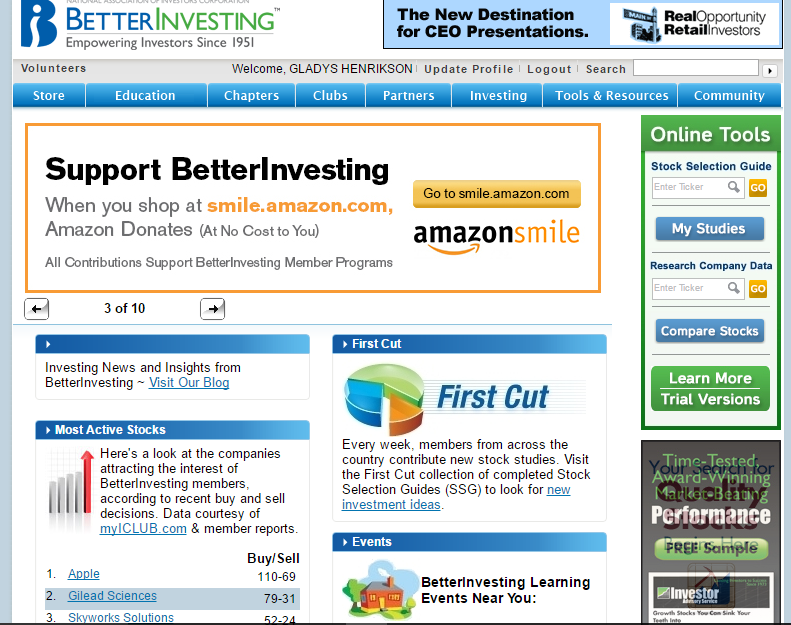 NATIONAL ASSOCIATION OF INVESTORS CORPORATION
BETTERINVESTING™
Empowering Investors Since 1951
The New Destination
for CEO Presentations.
RealOpportunity
RetailInvestors
Volunteers
Welcome, GLADYS HENRIKSON | Update Profile | Logout | Search
Store Education Chapters Clubs Partners Investing Tools & Resources Community
Support BetterInvesting
When you shop at smile.amazon.com,
Amazon Donates (At No Cost to You)
All Contributions Support BetterInvesting Member Programs
Go to smile.amazon.com
amazonsmile
3 of 10
Investing News and Insights from
BetterInvesting ~ Visit Our Blog
Most Active Stocks
Here's a look at the companies
attracting the interest of
BetterInvesting members,
according to recent buy and sell
decisions. Data courtesy of
myICLUB.com & member reports.
Buy/Sell
1. Apple 110-69
2. Gilead Sciences 79-31
3. Skyworks Solutions 52-24
First Cut
First Cut
Every week, members from across the
country contribute new stock studies. Visit
the First Cut collection of completed Stock
Selection Guides (SSG) to look for new
investment ideas.
Events
BetterInvesting Learning
Events Near You:
Online Tools
Stock Selection Guide
Enter Ticker GO
My Studies
Research Company Data
Enter Ticker GO
Compare Stocks
Learn More
Trial Versions
Time-Tested
Your Search for
Award-Winning
Quality
Market-Beating
Stocks
Performance
Begins Here
FREE Sample
Investor
Advisory Service
Growth Stocks You Can Sink Your
Teeth Into